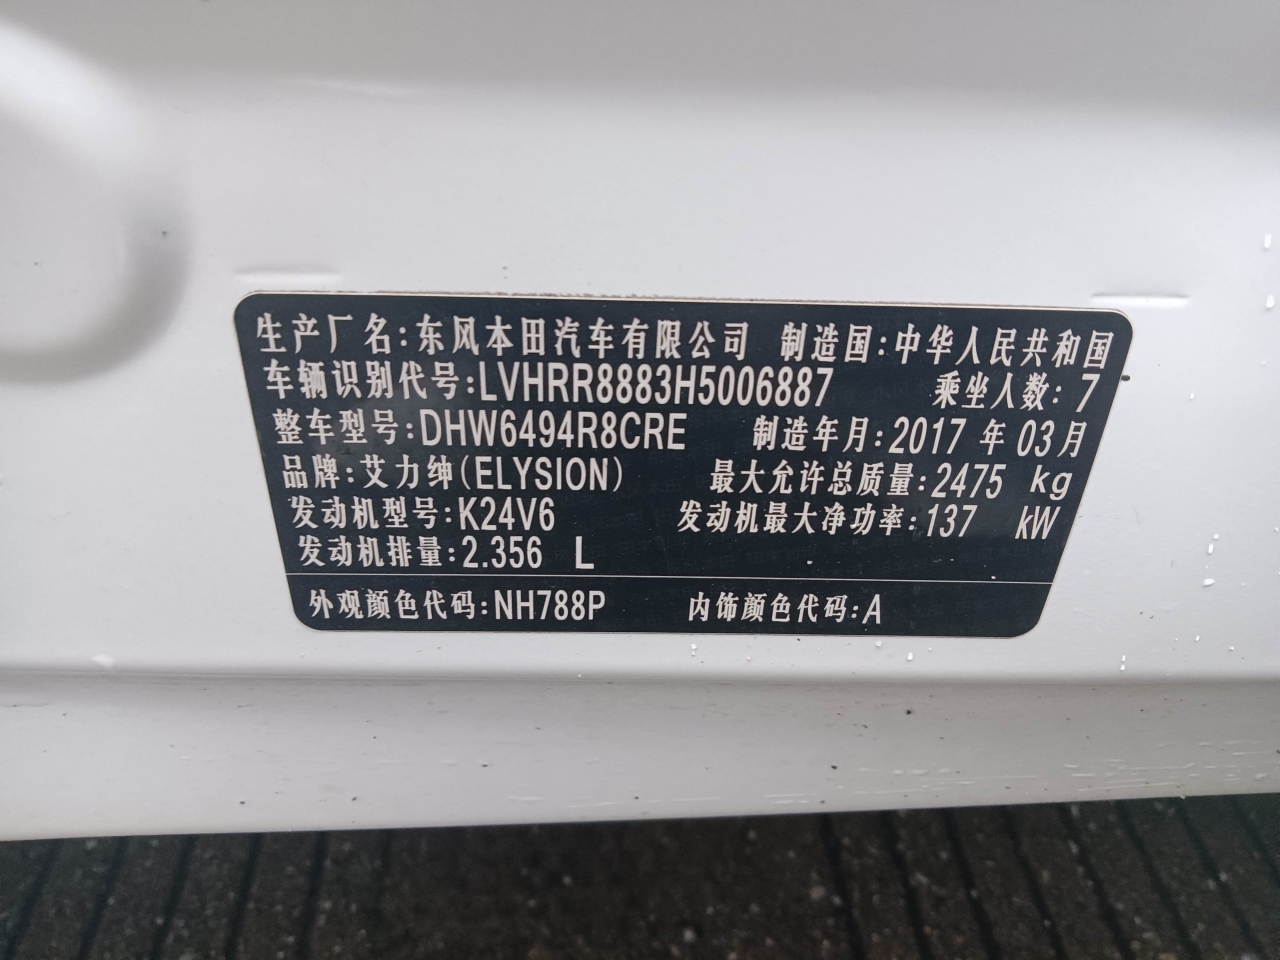 生产厂名:东风本田汽车有限公司 制造国:中华人民共和国
车辆识别代号:LVHRR8883H5006887 乘坐人数:7
整车型号:DHW6494R8CRE 制造年月:2017 年 03月
品牌:艾力绅(ELYSION) 最大允许总质量:2475 kg
发动机型号:K24V6 发动机最大净功率:137 kW
发动机排量:2.356 L
外观颜色代码:NH788P 内饰颜色代码:A